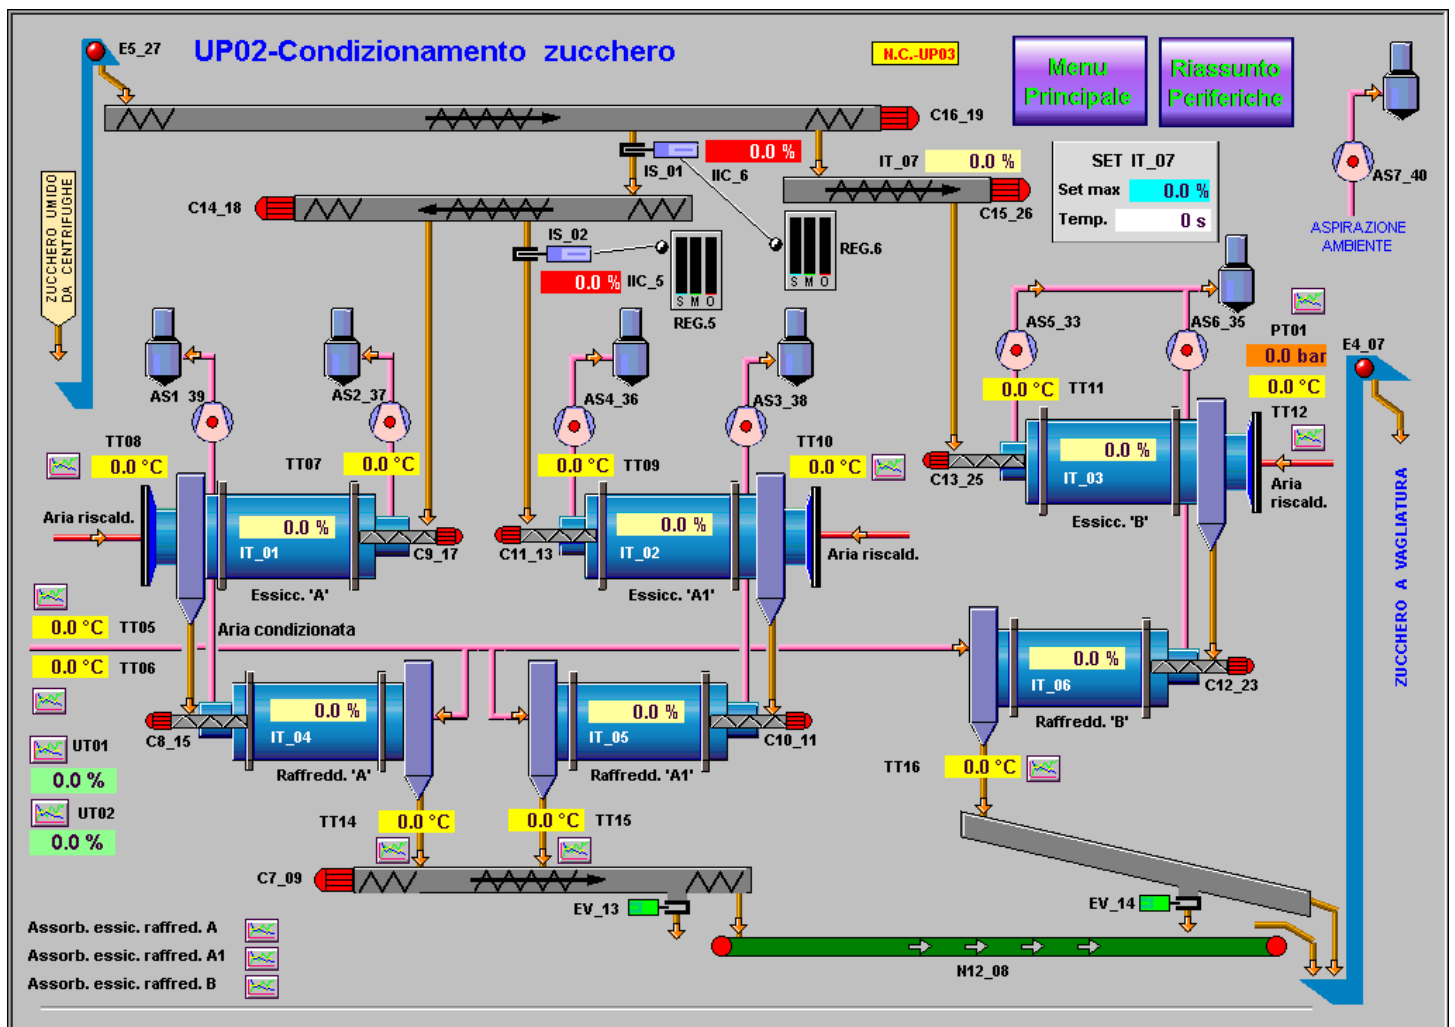 E5_27
UP02-Condizionamento zucchero
N.C.-UP03
Menu
Principale
Riassunto
Periferiche
C16_19
IS_01
0.0 %
IIC_6
IT_07
0.0 %
SET IT_07
Set max
0.0 %
Temp.
0 s
AS7_40
ASPIRAZIONE
AMBIENTE
ZUCCHERO UMIDO
DA CENTRIFUGHE
C14_18
C15_26
IS_02
0.0 %
IIC_5
S M O
REG.5
S M O
REG.6
AS1_39
AS2_37
AS4_36
AS3_38
AS5_33
AS6_35
PT01
0.0 bar
0.0 °C
TT12
E4_07
0.0 °C
TT11
TT08
0.0 °C
TT07
0.0 °C
0.0 °C
TT09
TT10
0.0 °C
C13_25
0.0 %
IT_03
Essicc. 'B'
Aria
riscald.
Aria riscald.
0.0 %
IT_01
Essicc. 'A'
C9_17
C11_13
0.0 %
IT_02
Essicc. 'A1'
Aria riscald.
ZUCCHERO A VAGLIATURA
0.0 °C
TT05
Aria condizionata
0.0 °C
TT06
C8_15
0.0 %
IT_04
Raffredd. 'A'
0.0 %
IT_05
Raffredd. 'A1'
C10_11
0.0 %
IT_06
Raffredd. 'B'
C12_23
UT01
0.0 %
UT02
0.0 %
TT14
0.0 °C
0.0 °C
TT15
TT16
0.0 °C
C7_09
EV_13
EV_14
N12_08
Assorb. essic. raffred. A
Assorb. essic. raffred. A1
Assorb. essic. raffred. B